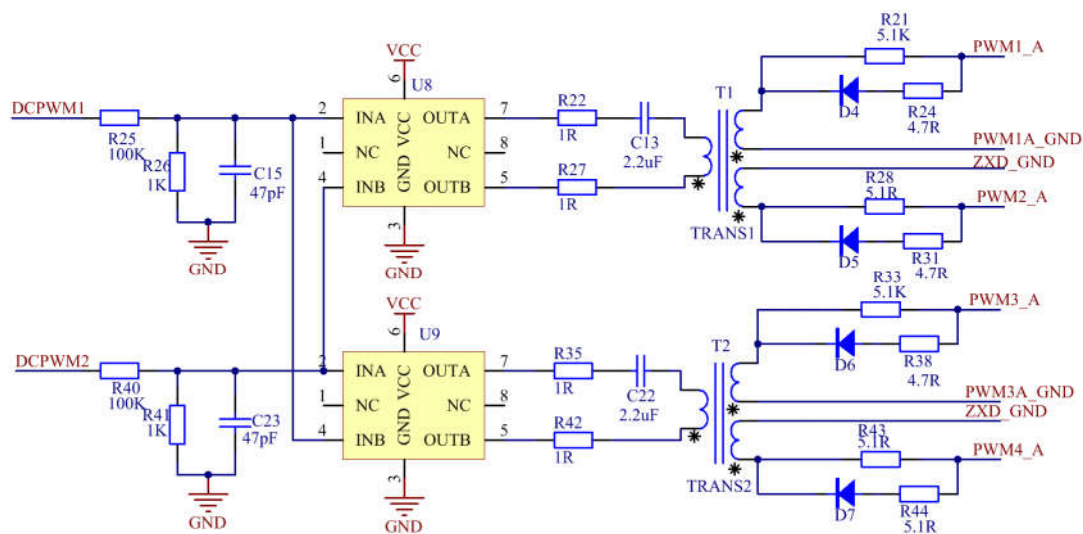 VCC
6
U8
DCPWM1
R25
100K
R26
1K
C15
47pF
GND
2
INA
VCC
OUTA
7
1
NC
NC
8
4
INB
GND
OUTB
5
3
GND
R22
1R
C13
2.2uF
R27
1R
T1
TRANS1
R21
5.1K
PWM1_A
D4
R24
4.7R
PWM1A_GND
ZXD_GND
R28
5.1R
PWM2_A
D5
R31
4.7R
VCC
6
U9
DCPWM2
R40
100K
R41
1K
C23
47pF
GND
2
INA
VCC
OUTA
7
1
NC
NC
8
4
INB
GND
OUTB
5
3
GND
R35
1R
C22
2.2uF
R42
1R
T2
TRANS2
R33
5.1K
PWM3_A
D6
R38
4.7R
PWM3A_GND
ZXD_GND
R43
5.1R
PWM4_A
D7
R44
5.1R